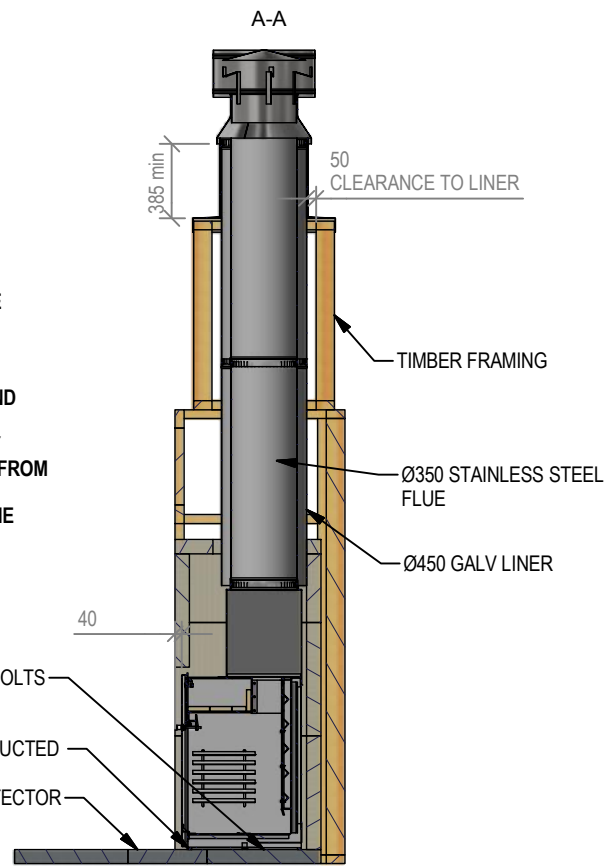 A-A
385 min
50
CLEARANCE TO LINER
TIMBER FRAMING
ND
FROM
Ø350 STAINLESS STEEL
FLUE
Ø450 GALV LINER
40
OLTS
UCTED
ECTOR